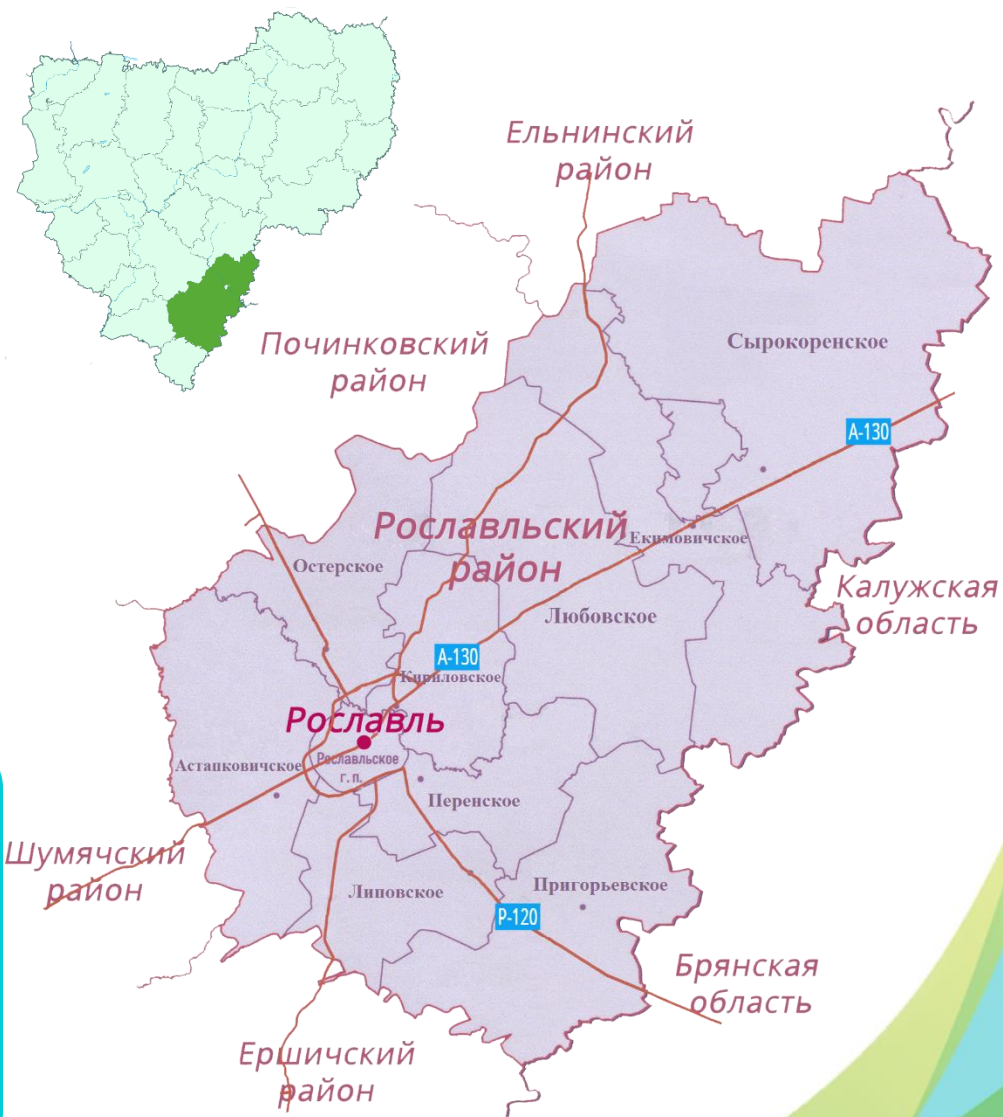 Ельнинский
район
Починковский
район
Сырокоренское
А-130
Рославльский
район
Екимовичское
Остерское
Калужская
область
Любовское
А-130
Кириловское
Рославль
Рославльское
г. п.
Астапковичское
Перенское
Шумячский
район
Липовское
Пригорьевское
Р-120
Брянская
область
Ершичский
район